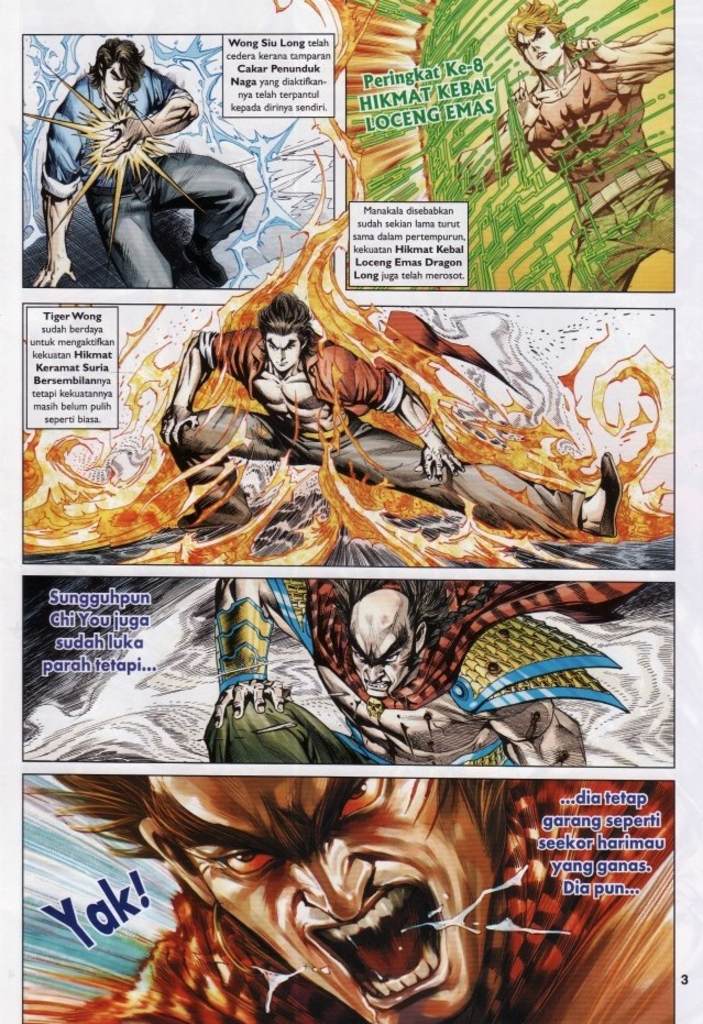 Wong Siu Long telah
cedera kerana tamparan
Cakar Penunduk
Naga yang diaktifkan-
nya telah terpantul
kepada dirinya sendiri.
Peringkat Ke-8
HIKMAT KEBAL
LOCENG EMAS
Manakala disebabkan
sudah sekian lama turut
sama dalam pertempurun,
kekuatan Hikmat Kebal
Loceng Emas Dragon
Long juga telah merosot.
Tiger Wong
sudah berdaya
untuk mengaktifkan
kekuatan Hikmat
Keramat Suria
Bersembilannya
tetapi kekuatannya
masih belum pulih
seperti biasa.
Sungguhpun
Chi You juga
sudah luka
parah tetapi...
...dia tetap
garang seperti
seekor harimau
yang ganas.
Dia pun...
Yak!
3